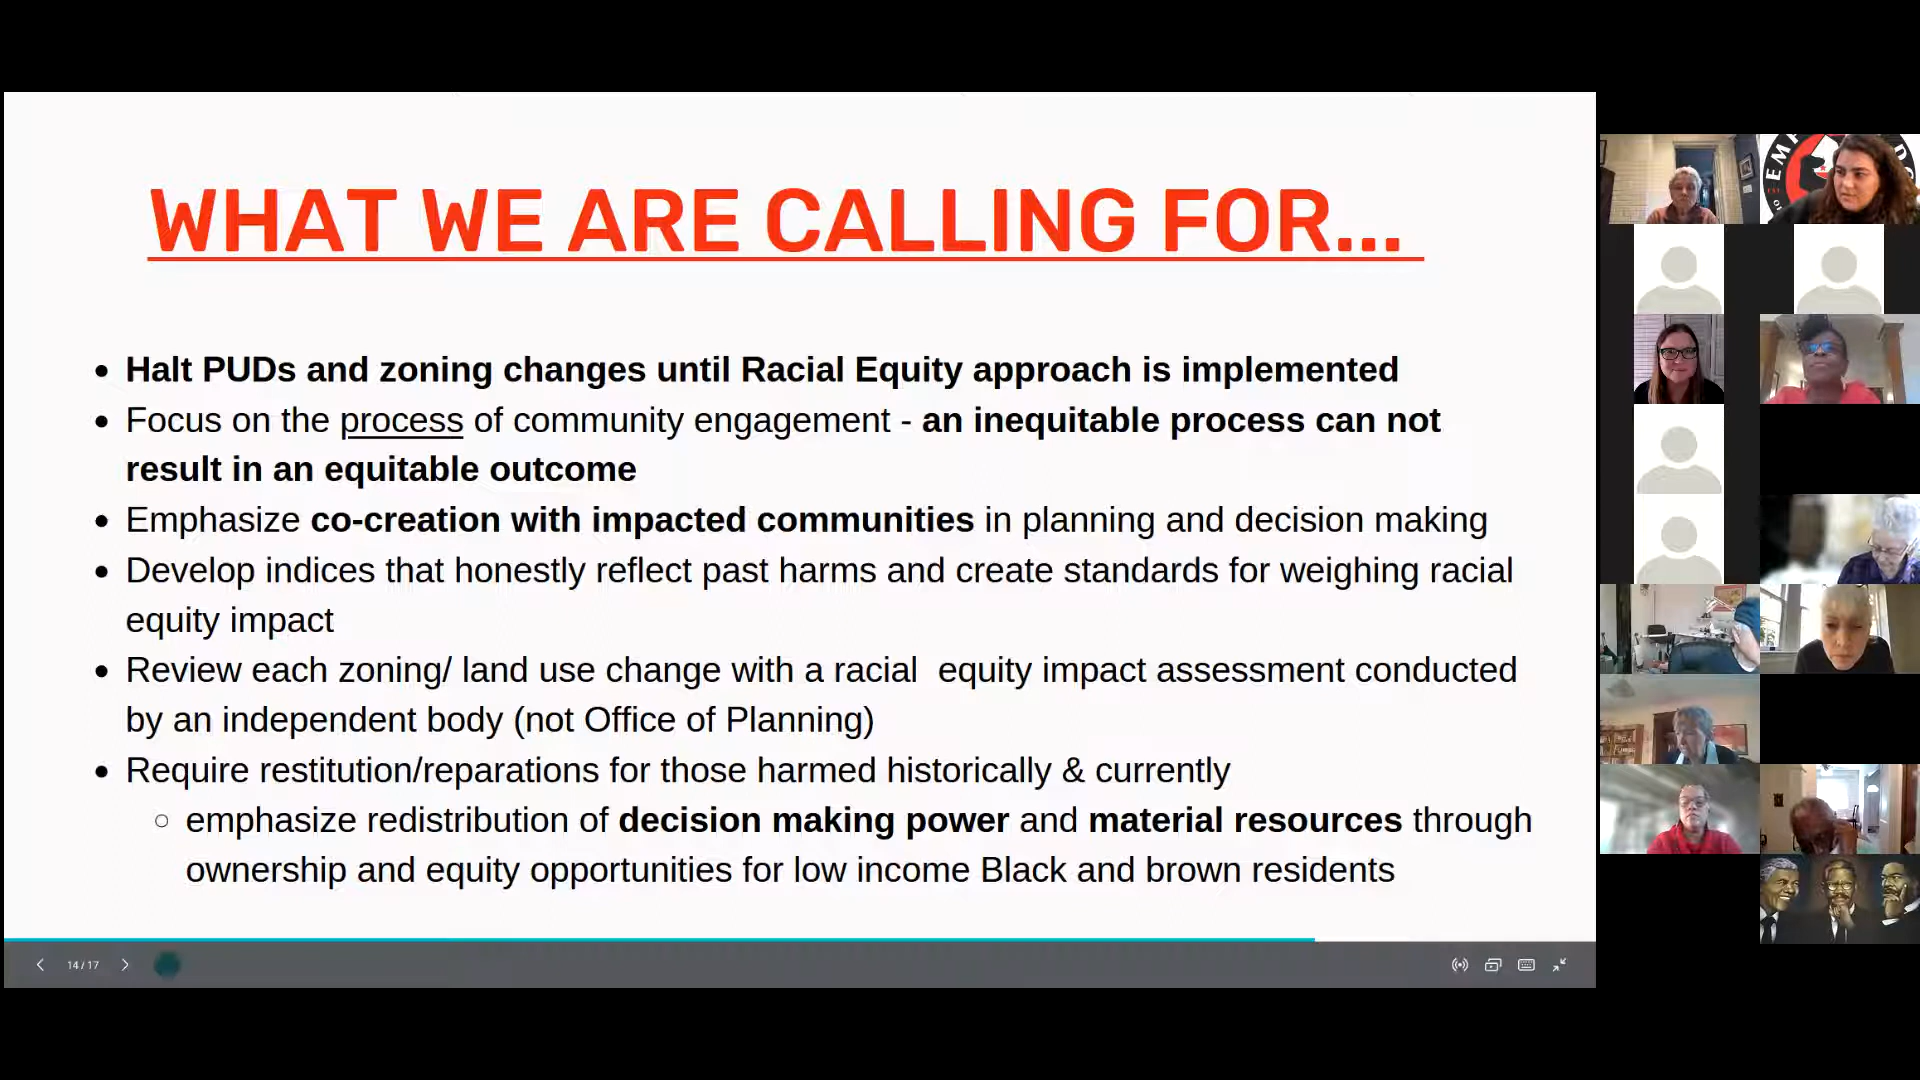 WHAT WE ARE CALLING FOR...
• Halt PUDs and zoning changes until Racial Equity approach is implemented
• Focus on the process of community engagement - an inequitable process can not
result in an equitable outcome
• Emphasize co-creation with impacted communities in planning and decision making
• Develop indices that honestly reflect past harms and create standards for weighing racial
equity impact
• Review each zoning/ land use change with a racial  equity impact assessment conducted
by an independent body (not Office of Planning)
• Require restitution/reparations for those harmed historically & currently
○ emphasize redistribution of decision making power and material resources through
ownership and equity opportunities for low income Black and brown residents
14 / 17